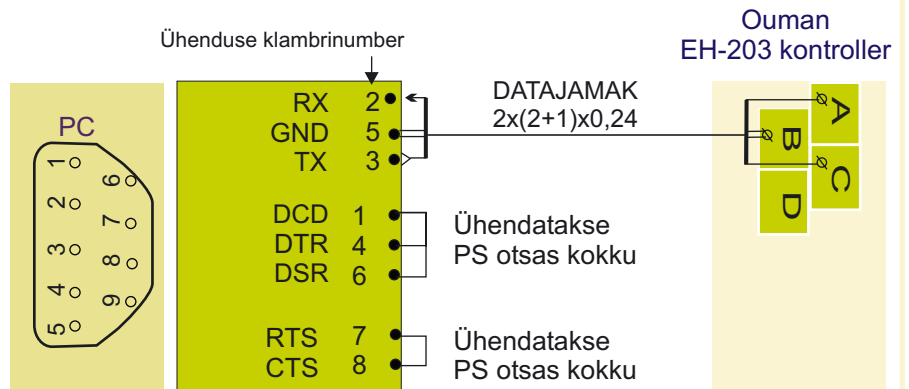 Ouman
EH-203 kontroller
Ühenduse klambrinumber
PC
1
2
3
4
5
6
7
8
9
RX 2
GND 5
TX 3
DATAJAMAK
2x(2+1)x0,24
A
B
C
D
DCD 1
DTR 4
DSR 6
Ühendatakse
PS otsas kokku
RTS 7
CTS 8
Ühendatakse
PS otsas kokku